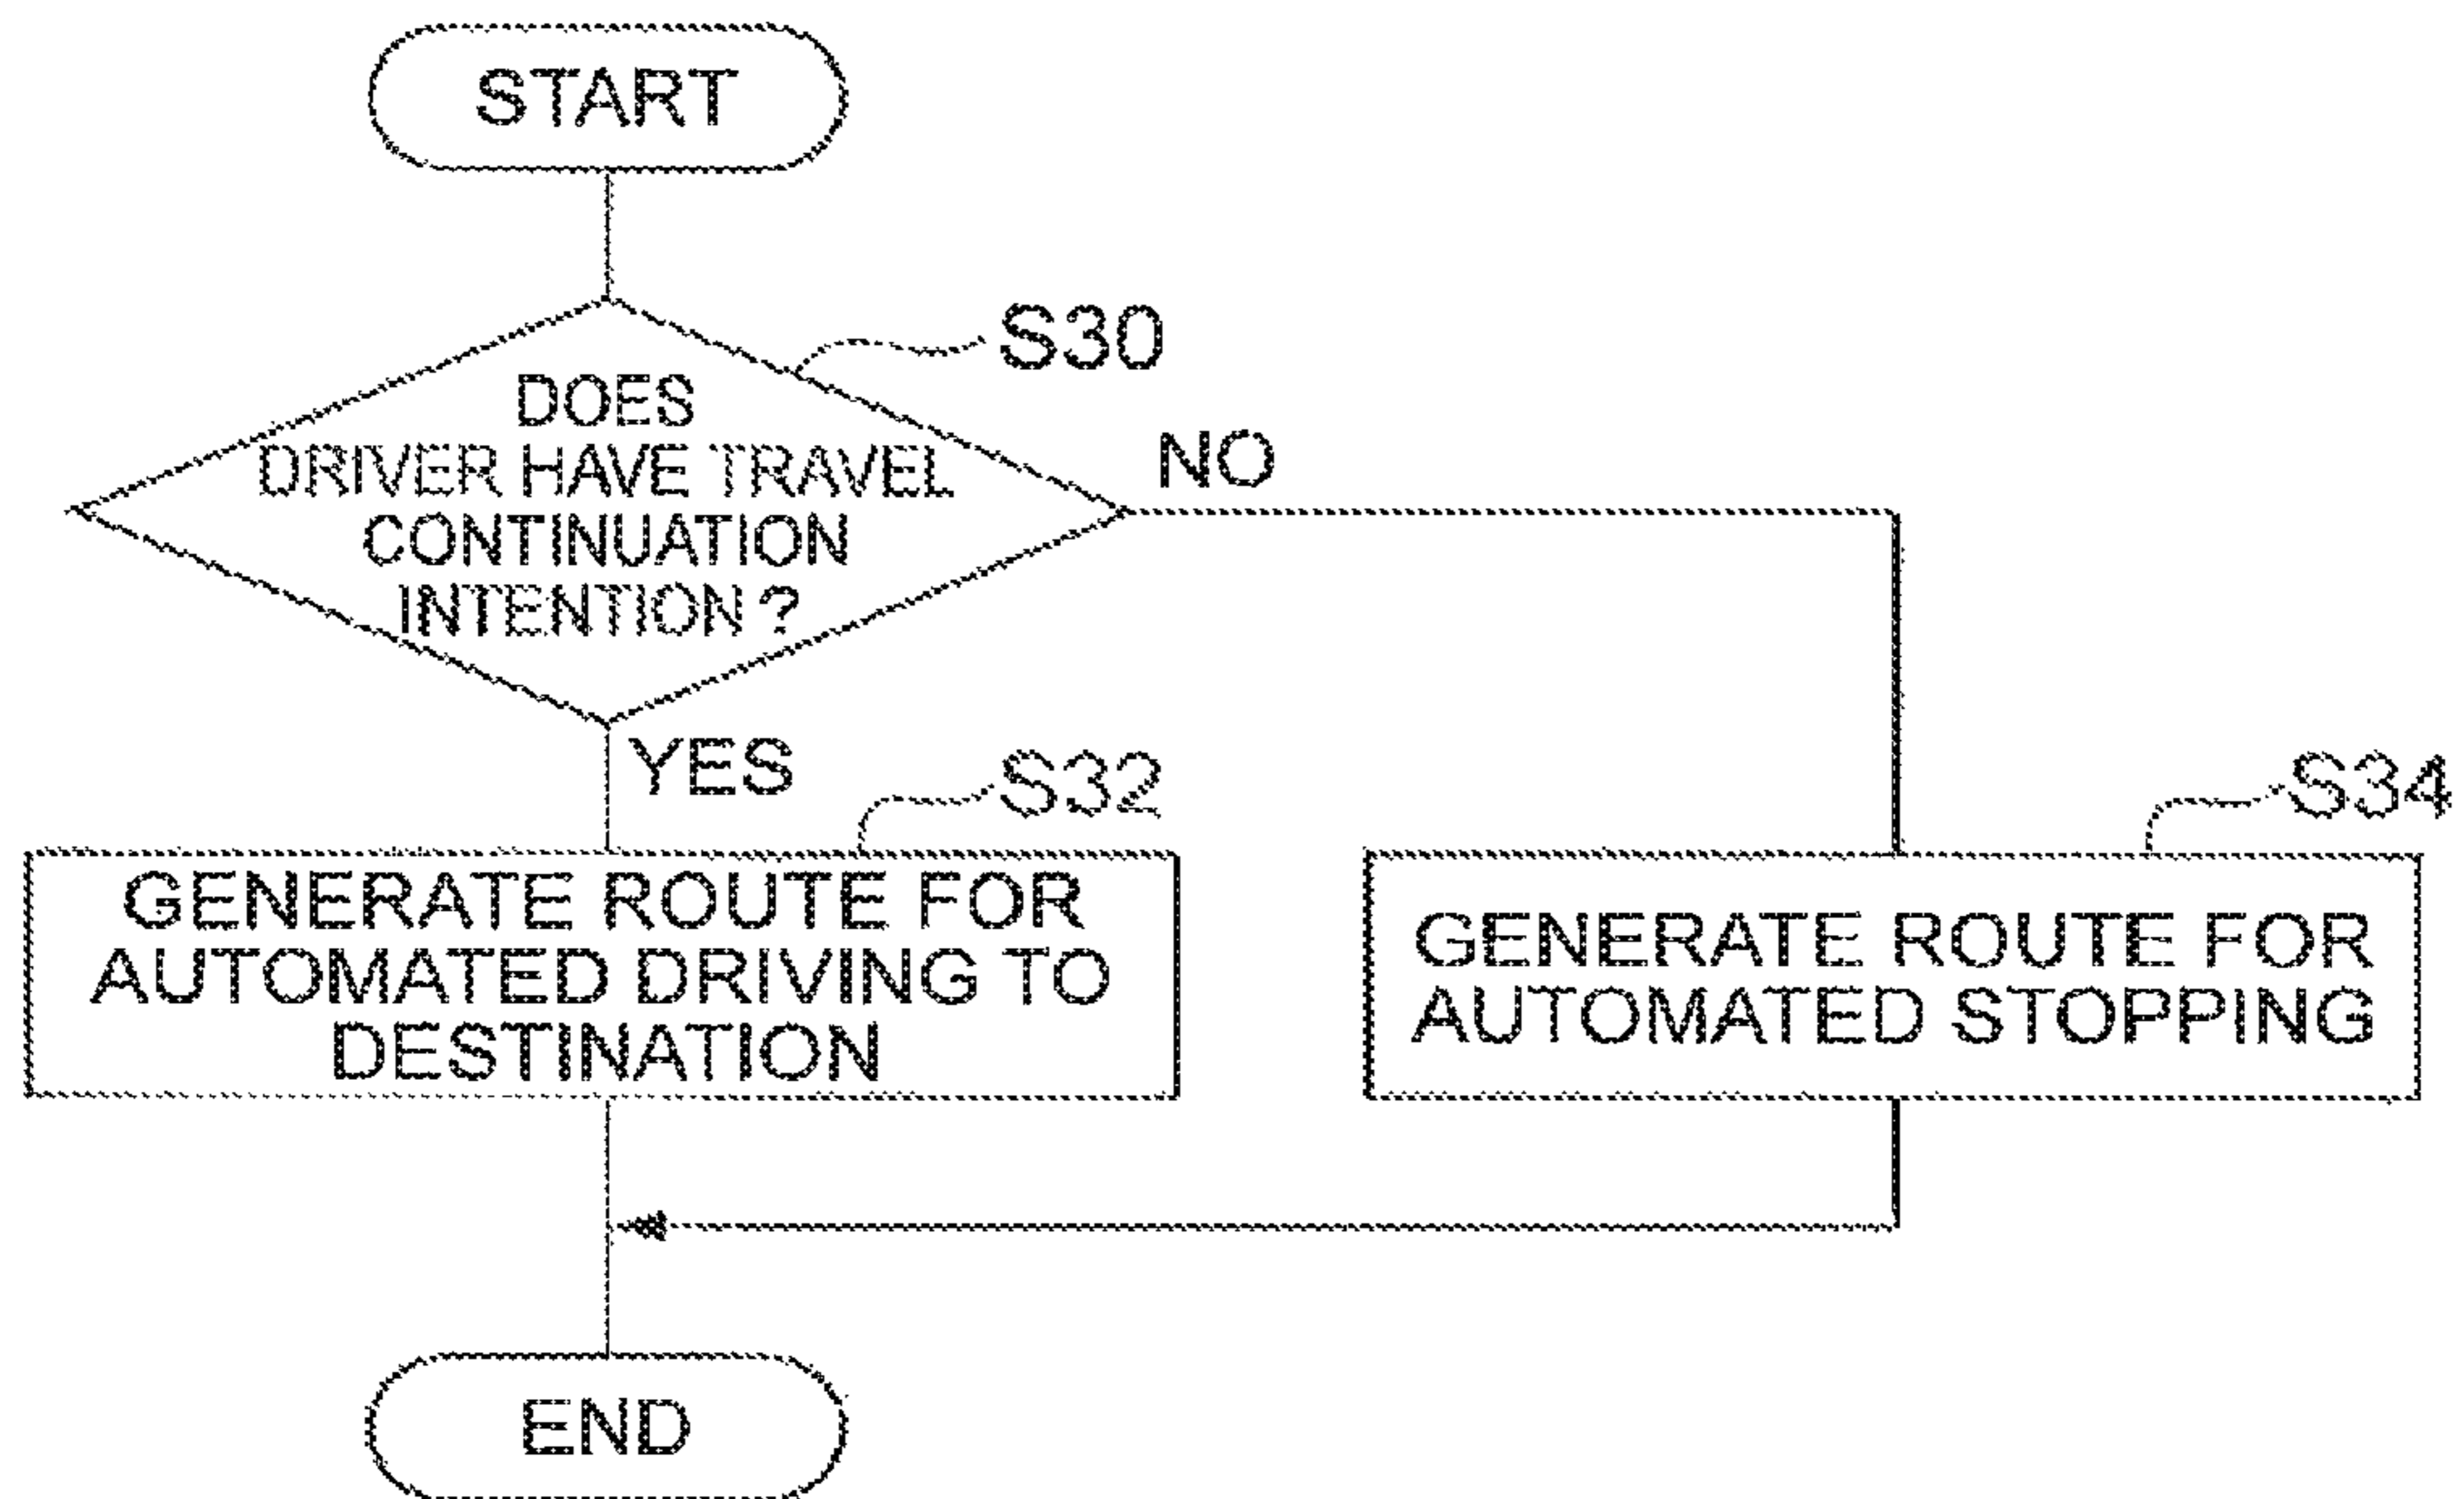 START
S30
DOES
DRIVER HAVE TRAVEL
CONTINUATION
INTENTION ?
NO
YES
S32
GENERATE ROUTE FOR
AUTOMATED DRIVING TO
DESTINATION
S34
GENERATE ROUTE FOR
AUTOMATED STOPPING
END